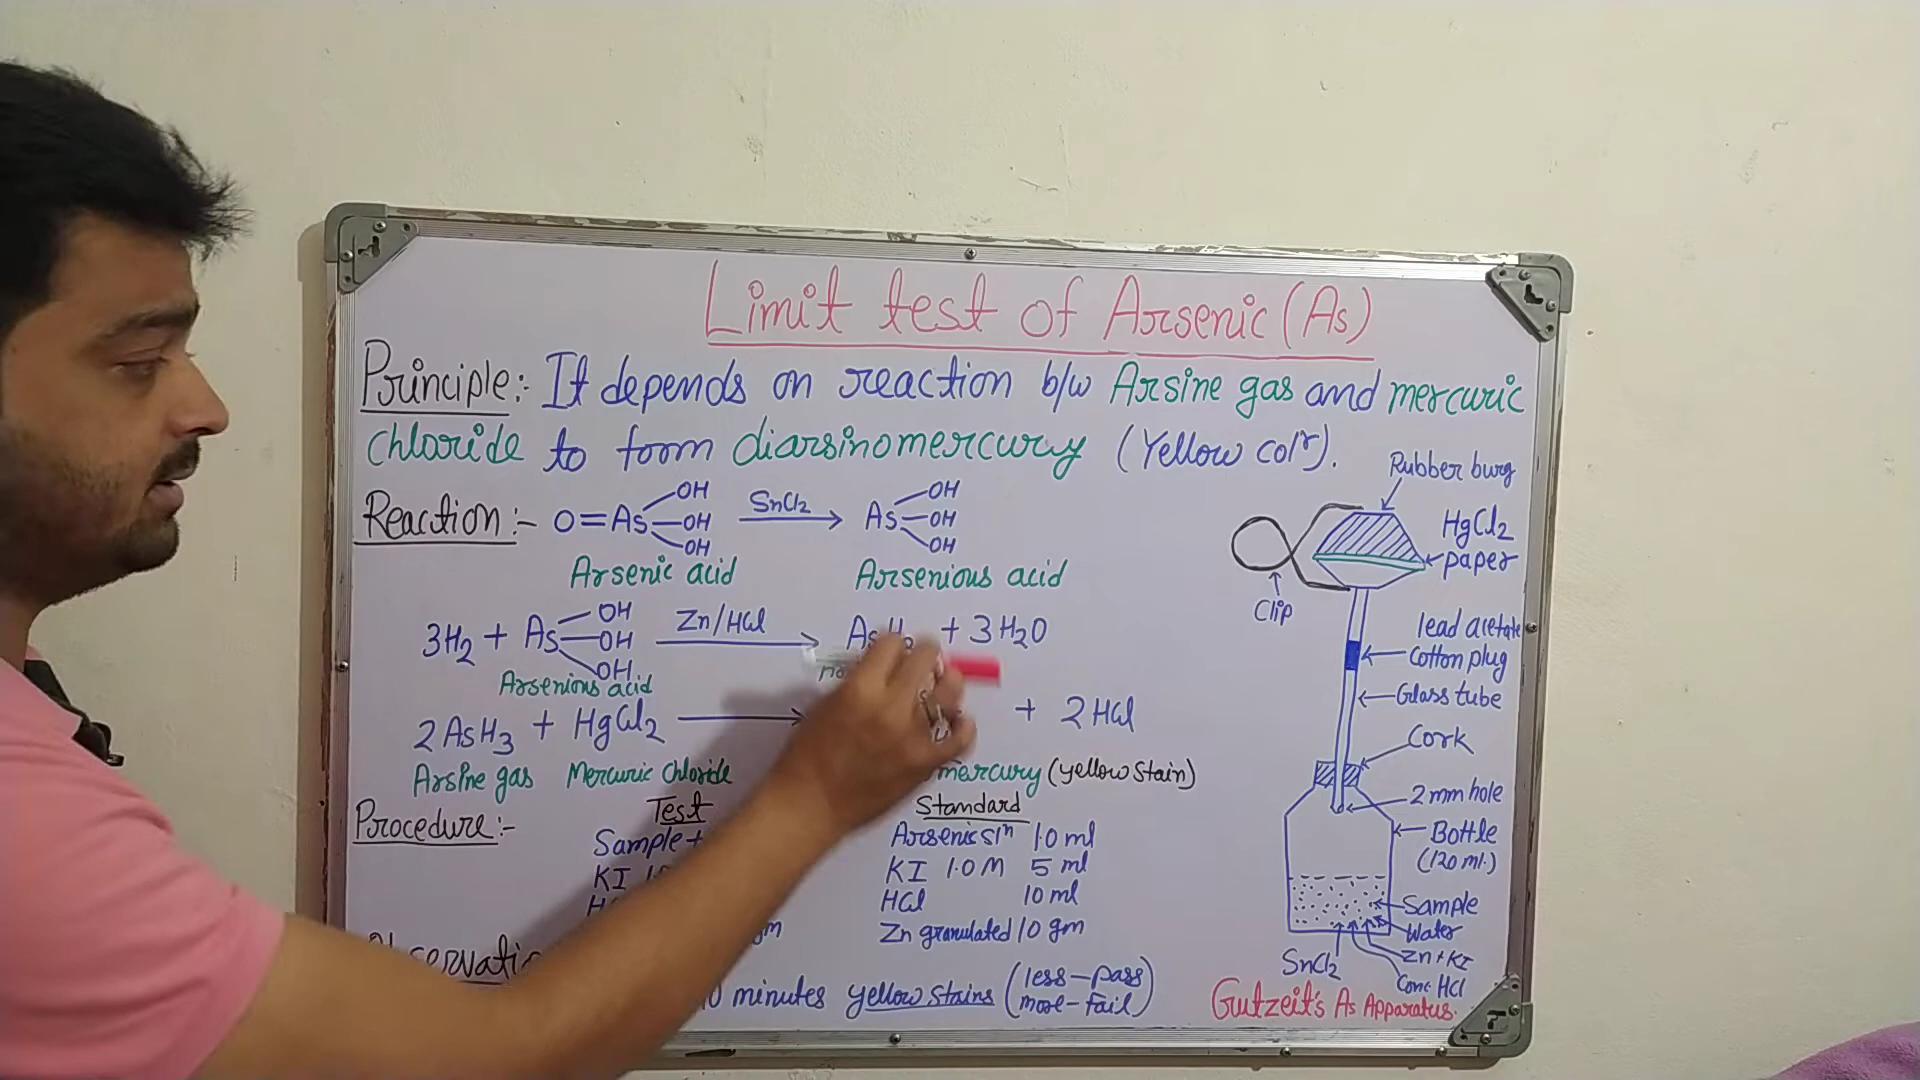 Limit test of Arsenic (As)
Principle:- It depends on reaction b/w Arsine gas and mercuric
chloride to form diarsinomercury (Yellow colr).
Reaction:- O=As
OH
OH
OH
SnCl2
As
OH
OH
OH
Arsenic acid
Arsenious acid
3H2 + As
OH
OH
OH
Zn/HCl
+ 3H2O
Arsenious acid
2AsH3 + HgCl2
+ 2HCl
Arsine gas Mercuric Chloride
mercury (yellow stain)
Procedure:-
Test
Sample +
KI
gm
Standard
Arsenic sln 1.0 ml
KI 1.0 M 5 ml
HCl 10 ml
Zn granulated 10 gm
minutes yellow stains (less-pass
more-fail)
Rubber burg
HgCl2
paper
Clip
lead acetate
Cotton plug
Glass tube
Cork
2 mm hole
Bottle
(120 ml.)
Sample
Water
Zn+KI
SnCl2
Conc HCl
Gutzeit's As Apparatus.